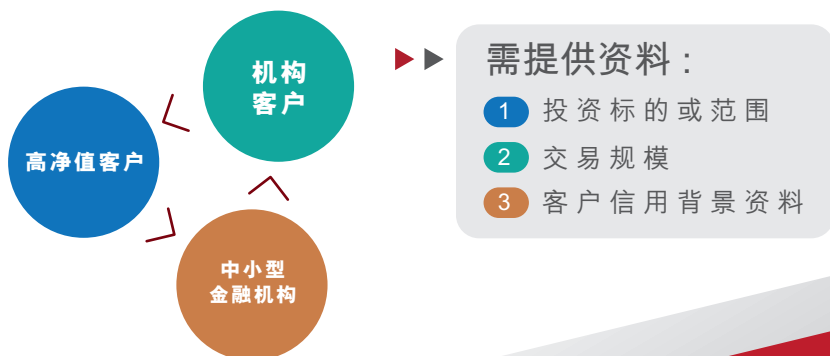 机构
客户
高净值客户
中小型
金融机构
需提供资料：
1 投资标的或范围
2 交易规模
3 客户信用背景资料